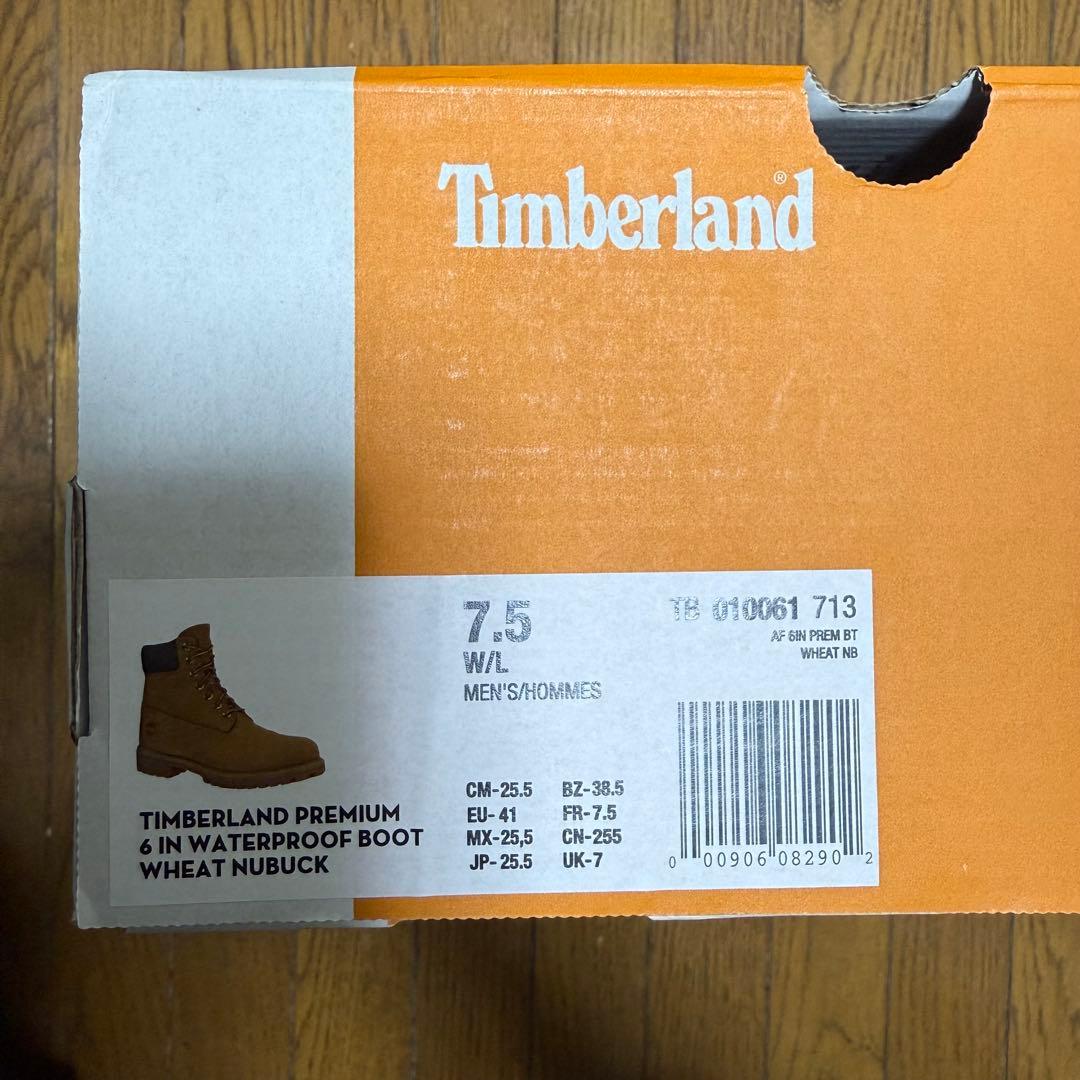 Timberland®
7.5
W/L
MEN'S/HOMMES
TB 010061 713
AF 6IN PREM BT
WHEAT NB
CM-25.5 BZ-38.5
EU-41 FR-7.5
MX-25,5 CN-255
JP-25.5 UK-7
0 00906 08290 2
TIMBERLAND PREMIUM
6 IN WATERPROOF BOOT
WHEAT NUBUCK